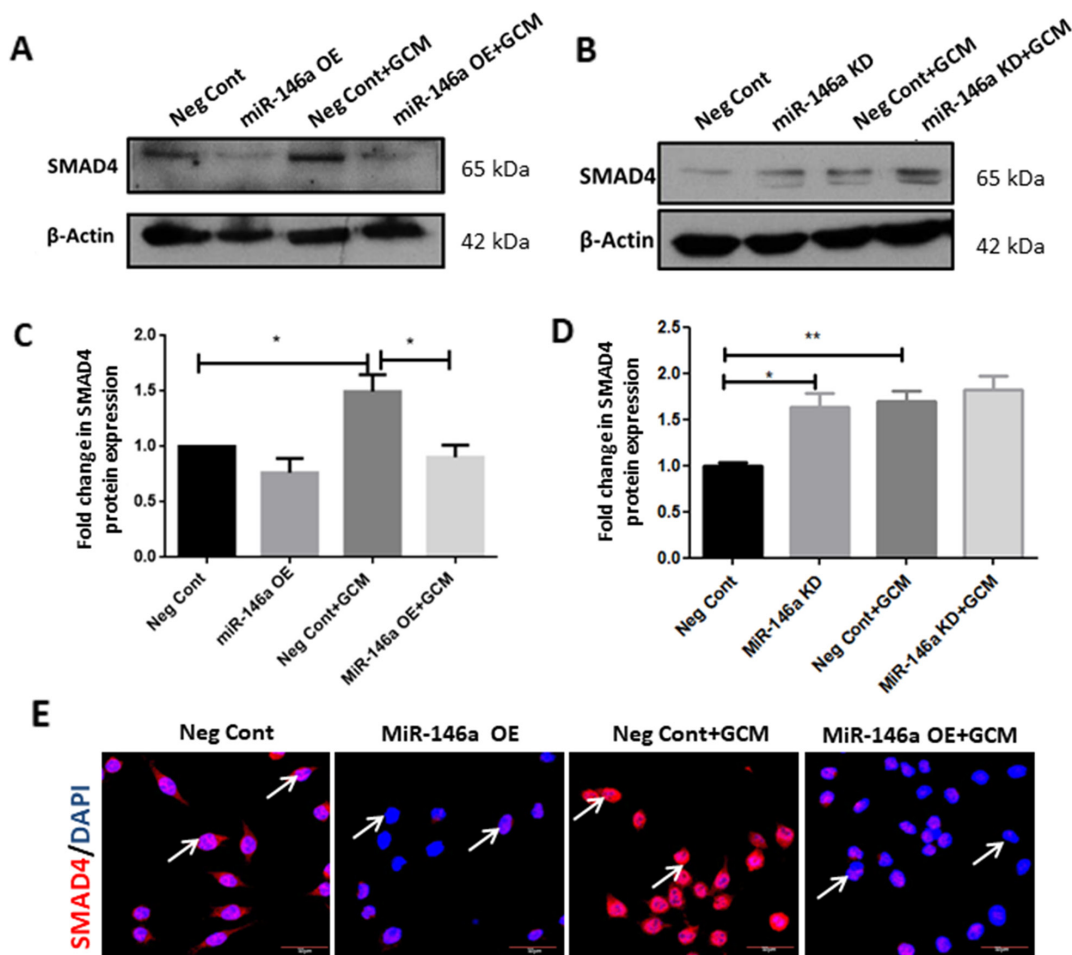 A
Neg Cont
miR-146a OE
Neg Cont+GCM
miR-146a OE+GCM
SMAD4
65 kDa
β-Actin
42 kDa
B
Neg Cont
miR-146a KD
Neg Cont+GCM
miR-146a KD+GCM
SMAD4
65 kDa
β-Actin
42 kDa
C
Fold change in SMAD4
protein expression
2.0
1.5
1.0
0.5
0.0
*
*
Neg Cont
miR-146a OE
Neg Cont+GCM
MiR-146a OE+GCM
D
Fold change in SMAD4
protein expression
2.5
2.0
1.5
1.0
0.5
0.0
**
*
Neg Cont
MiR-146a KD
Neg Cont+GCM
MiR-146a KD+GCM
E
Neg Cont
MiR-146a OE
Neg Cont+GCM
MiR-146a OE+GCM
SMAD4/DAPI